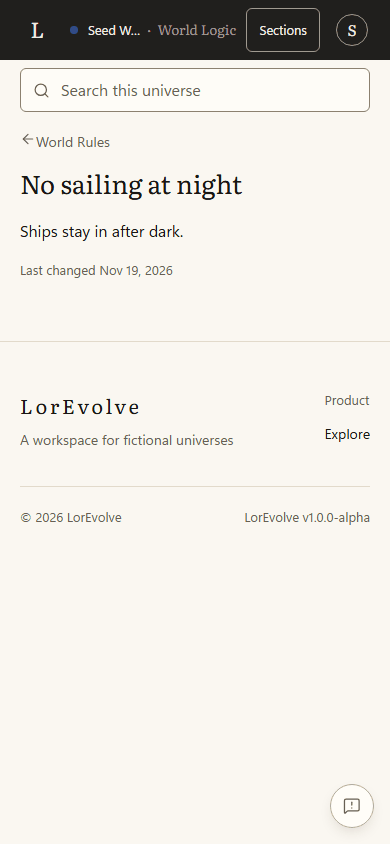 L
Seed W... · World Logic
Sections
S
Search this universe
World Rules
No sailing at night
Ships stay in after dark.
Last changed Nov 19, 2026
LorEvolve
A workspace for fictional universes
Product
Explore
© 2026 LorEvolve
LorEvolve v1.0.0-alpha